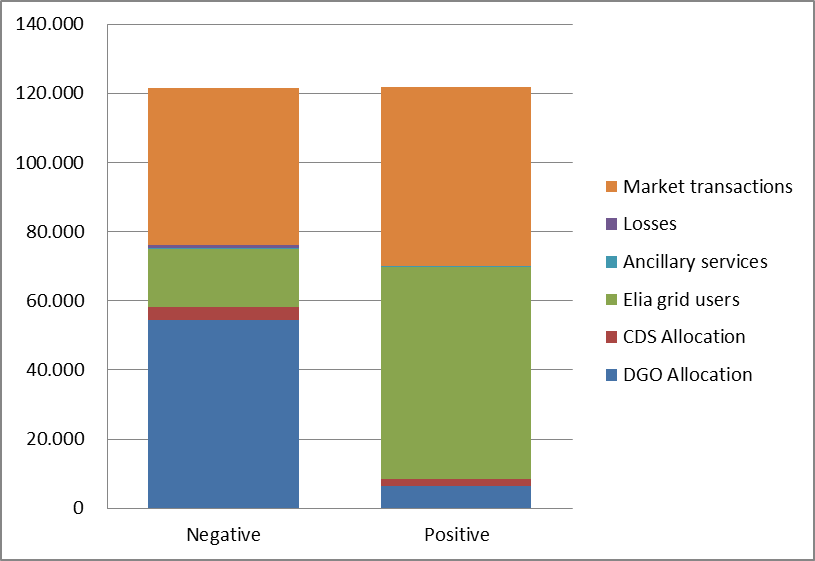 140.000
120.000
100.000
80.000
60.000
40.000
20.000
0
Negative
Positive
Market transactions
Losses
Ancillary services
Elia grid users
CDS Allocation
DGO Allocation